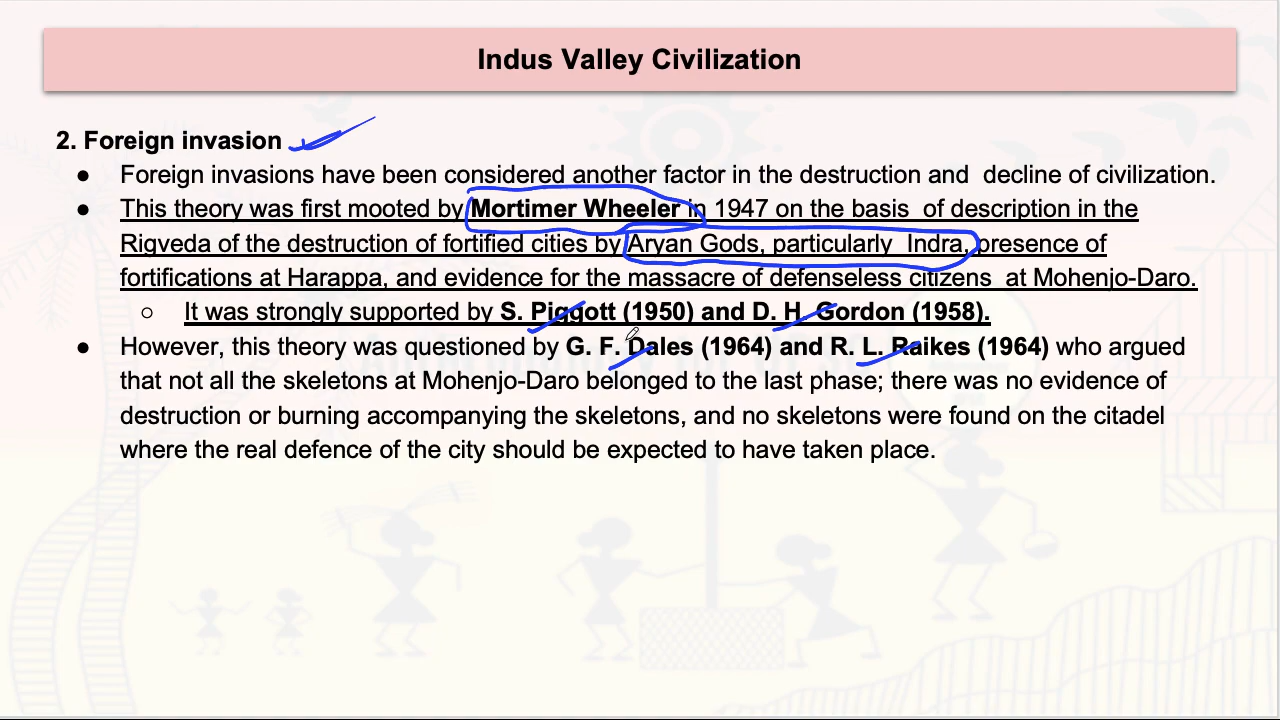 Indus Valley Civilization
2. Foreign invasion
● Foreign invasions have been considered another factor in the destruction and decline of civilization.
● This theory was first mooted by Mortimer Wheeler in 1947 on the basis of description in the
Rigveda of the destruction of fortified cities by Aryan Gods, particularly Indra, presence of
fortifications at Harappa, and evidence for the massacre of defenseless citizens at Mohenjo-Daro.
○ It was strongly supported by S. Piggott (1950) and D. H. Gordon (1958).
● However, this theory was questioned by G. F. Dales (1964) and R. L. Raikes (1964) who argued
that not all the skeletons at Mohenjo-Daro belonged to the last phase; there was no evidence of
destruction or burning accompanying the skeletons, and no skeletons were found on the citadel
where the real defence of the city should be expected to have taken place.